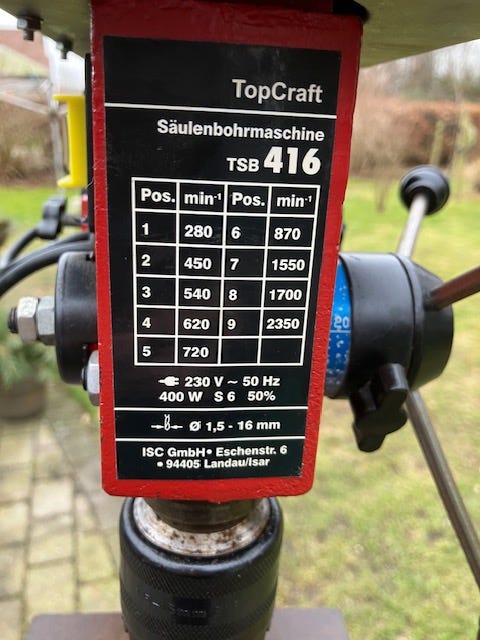 TopCraft
Säulenbohrmaschine
TSB 416
Pos. min⁻¹ Pos. min⁻¹
1 280 6 870
2 450 7 1550
3 540 8 1700
4 620 9 2350
5 720
230 V ~ 50 Hz
400 W S 6 50%
Ø 1,5 - 16 mm
ISC GmbH • Eschenstr. 6
• 94405 Landau/Isar